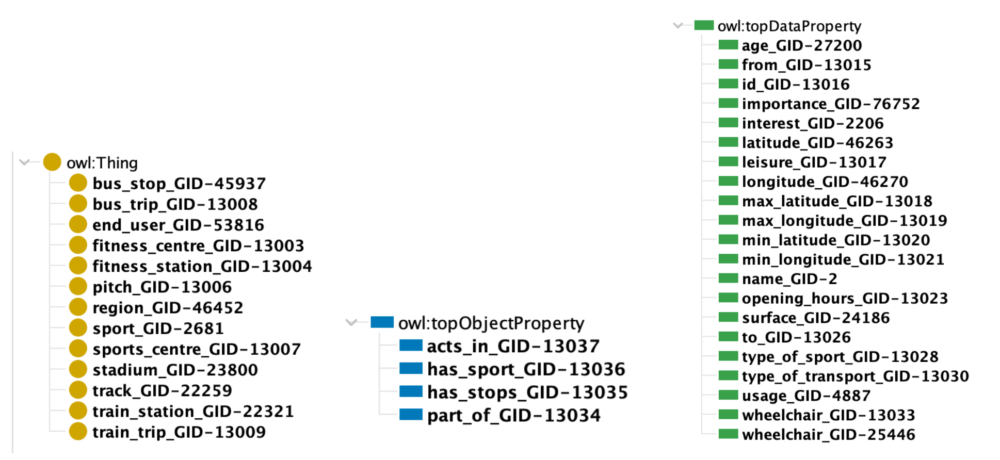 owl:Thing
bus_stop_GID-45937
bus_trip_GID-13008
end_user_GID-53816
fitness_centre_GID-13003
fitness_station_GID-13004
pitch_GID-13006
region_GID-46452
sport_GID-2681
sports_centre_GID-13007
stadium_GID-23800
track_GID-22259
train_station_GID-22321
train_trip_GID-13009
owl:topObjectProperty
acts_in_GID-13037
has_sport_GID-13036
has_stops_GID-13035
part_of_GID-13034
owl:topDataProperty
age_GID-27200
from_GID-13015
id_GID-13016
importance_GID-76752
interest_GID-2206
latitude_GID-46263
leisure_GID-13017
longitude_GID-46270
max_latitude_GID-13018
max_longitude_GID-13019
min_latitude_GID-13020
min_longitude_GID-13021
name_GID-2
opening_hours_GID-13023
surface_GID-24186
to_GID-13026
type_of_sport_GID-13028
type_of_transport_GID-13030
usage_GID-4887
wheelchair_GID-13033
wheelchair_GID-25446